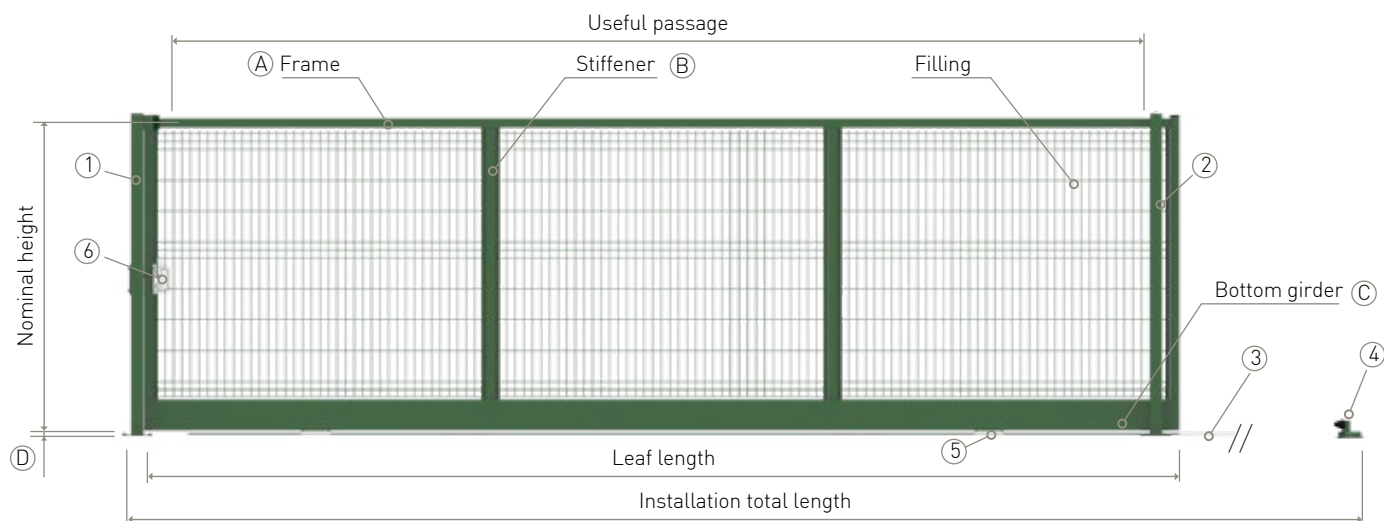 Useful passage
A Frame
Stiffener B
Filling
1
2
Nominal height
6
Bottom girder C
3
4
D
5
Leaf length
Installation total length